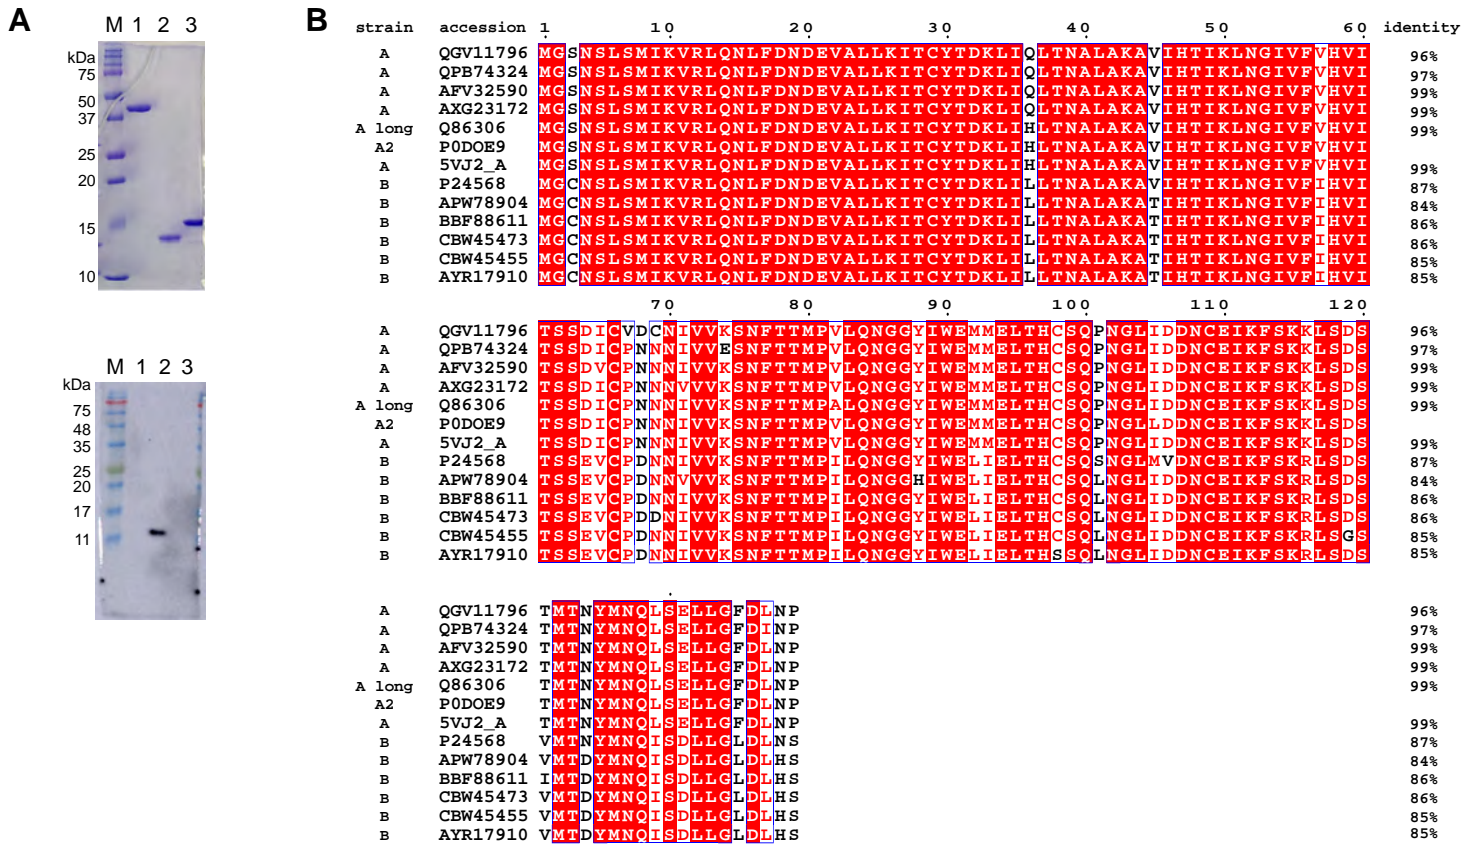 A
M 1 2 3
kDa
75
50
37
25
20
15
10
M 1 2 3
kDa
75
48
35
25
20
17
11
B
strain accession 1 10 20 30 40 50 60 identity
A QGV11796 MGSNSLSMIKVRLQNLFDNDEVALLKITCYTDKLIQLTNALAKAVIHTIKLNGIVFVHVI 96%
A QPB74324 MGSNSLSMIKVRLQNLFDNDEVALLKITCYTDKLIQLTNALAKAVIHTIKLNGIVFVHVI 97%
A AFV32590 MGSNSLSMIKVRLQNLFDNDEVALLKITCYTDKLIQLTNALAKAVIHTIKLNGIVFVHVI 99%
A AXG23172 MGSNSLSMIKVRLQNLFDNDEVALLKITCYTDKLIQLTNALAKAVIHTIKLNGIVFVHVI 99%
A long Q86306 MGSNSLSMIKVRLQNLFDNDEVALLKITCYTDKLIHLTNALAKAVIHTIKLNGIVFVHVI 99%
A2 P0DOE9 MGSNSLSMIKVRLQNLFDNDEVALLKITCYTDKLIHLTNALAKAVIHTIKLNGIVFVHVI
A 5VJ2_A MGSNSLSMIKVRLQNLFDNDEVALLKITCYTDKLIHLTNALAKAVIHTIKLNGIVFVHVI 99%
B P24568 MGCNSLSMIKVRLQNLFDNDEVALLKITCYTDKLILLTNALAKAVIHTIKLNGIVFIHVI 87%
B APW78904 MGCNSLSMIKVRLQNLFDNDEVALLKITCYTDKLILLTNALAKATIHTIKLNGIVFIHVI 84%
B BBF88611 MGCNSLSMIKVRLQNLFDNDEVALLKITCYTDKLILLTNALAKATIHTIKLNGIVFIHVI 86%
B CBW45473 MGCNSLSMIKVRLQNLFDNDEVALLKITCYTDKLILLTNALAKATIHTIKLNGIVFIHVI 86%
B CBW45455 MGCNSLSMIKVRLQNLFDNDEVALLKITCYTDKLILLTNALAKATIHTIKLNGIVFIHVI 85%
B AYR17910 MGCNSLSMIKVRLQNLFDNDEVALLKITCYTDKLILLTNALAKATIHTIKLNGIVFIHVI 85%
70 80 90 100 110 120
A QGV11796 TSSDICVDCNIVVKSNFTTMPVLQNGGYIWEMMELTHCSQPNGLIDDNCEIKFSKKLSDS 96%
A QPB74324 TSSDICPNNNIVVESNFTTMPVLQNGGYIWEMMELTHCSQPNGLIDDNCEIKFSKKLSDS 97%
A AFV32590 TSSDVCPNNNIVVKSNFTTMPVLQNGGYIWEMMELTHCSQPNGLIDDNCEIKFSKKLSDS 99%
A AXG23172 TSSDICPNNNVVVKSNFTTMPVLQNGGYIWEMMELTHCSQPNGLIDDNCEIKFSKKLSDS 99%
A long Q86306 TSSDICPNNNIVVKSNFTTMPALQNGGYIWEMMELTHCSQPNGLIDDNCEIKFSKKLSDS 99%
A2 P0DOE9 TSSDICPNNNIVVKSNFTTMPVLQNGGYIWEMMELTHCSQPNGLLDDNCEIKFSKKLSDS
A 5VJ2_A TSSDICPNNNIVVKSNFTTMPVLQNGGYIWEMMELTHCSQPNGLIDDNCEIKFSKKLSDS 99%
B P24568 TSSEVCPDNNIVVKSNFTTMPILQNGGYIWELIELTHCSQSNGLMVDNCEIKFSKRLSDS 87%
B APW78904 TSSEVCPDNNVVVKSNFTTMPILQNGGHIWELIELTHCSQLNGLIDDNCEIKFSKRLSDS 84%
B BBF88611 TSSEVCPDNNIVVKSNFTTMPILQNGGYIWELIELTHCSQLNGLIDDNCEIKFSKRLSDS 86%
B CBW45473 TSSEVCPDDNIVVKSNFTTMPILQNGGYIWELIELTHCSQLNGLIDDNCEIKFSKRLSDS 86%
B CBW45455 TSSEVCPDNNIVVKSNFTTMPILQNGGYIWELIELTHCSQLNGLIDDNCEIKFSKRLSGS 85%
B AYR17910 TSSEVCPDNNIVVKSNFTTMPILQNGGYIWELIELTHSSQLNGLIDDNCEIKFSKRLSDS 85%
A QGV11796 TMTNYMNQLSELLGFDLNP 96%
A QPB74324 TMTNYMNQLSELLGFDINP 97%
A AFV32590 TMTNYMNQLSELLGFDLNP 99%
A AXG23172 TMTNYMNQLSELLGFDLNP 99%
A long Q86306 TMTNYMNQLSELLGFDLNP 99%
A2 P0DOE9 TMTNYMNQLSELLGFDLNP
A 5VJ2_A TMTNYMNQLSELLGFDLNP 99%
B P24568 VMTNYMNQISDLLGLDLNS 87%
B APW78904 VMTDYMNQISDLLGLDLHS 84%
B BBF88611 IMTDYMNQISDLLGLDLHS 86%
B CBW45473 VMTDYMNQISDLLGLDLHS 86%
B CBW45455 VMTDYMNQISDLLGLDLHS 85%
B AYR17910 VMTDYMNQISDLLGLDLHS 85%